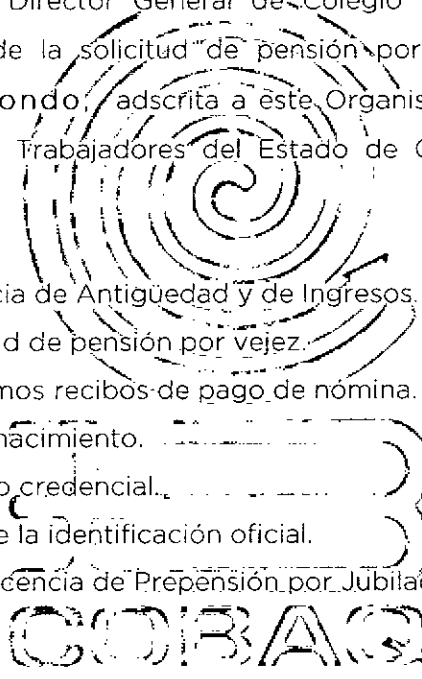 Director General de Colegio
de la solicitud de pensión por
ondo, adscrita a este Organis
Trabajadores del Estado de
cia de Antigüedad y de Ingresos.
d de pensión por vejez.
mos recibos de pago de nómina.
nacimiento.
o credencial.
e la identificación oficial.
cencia de Prepensión por Jubila
COBAQ